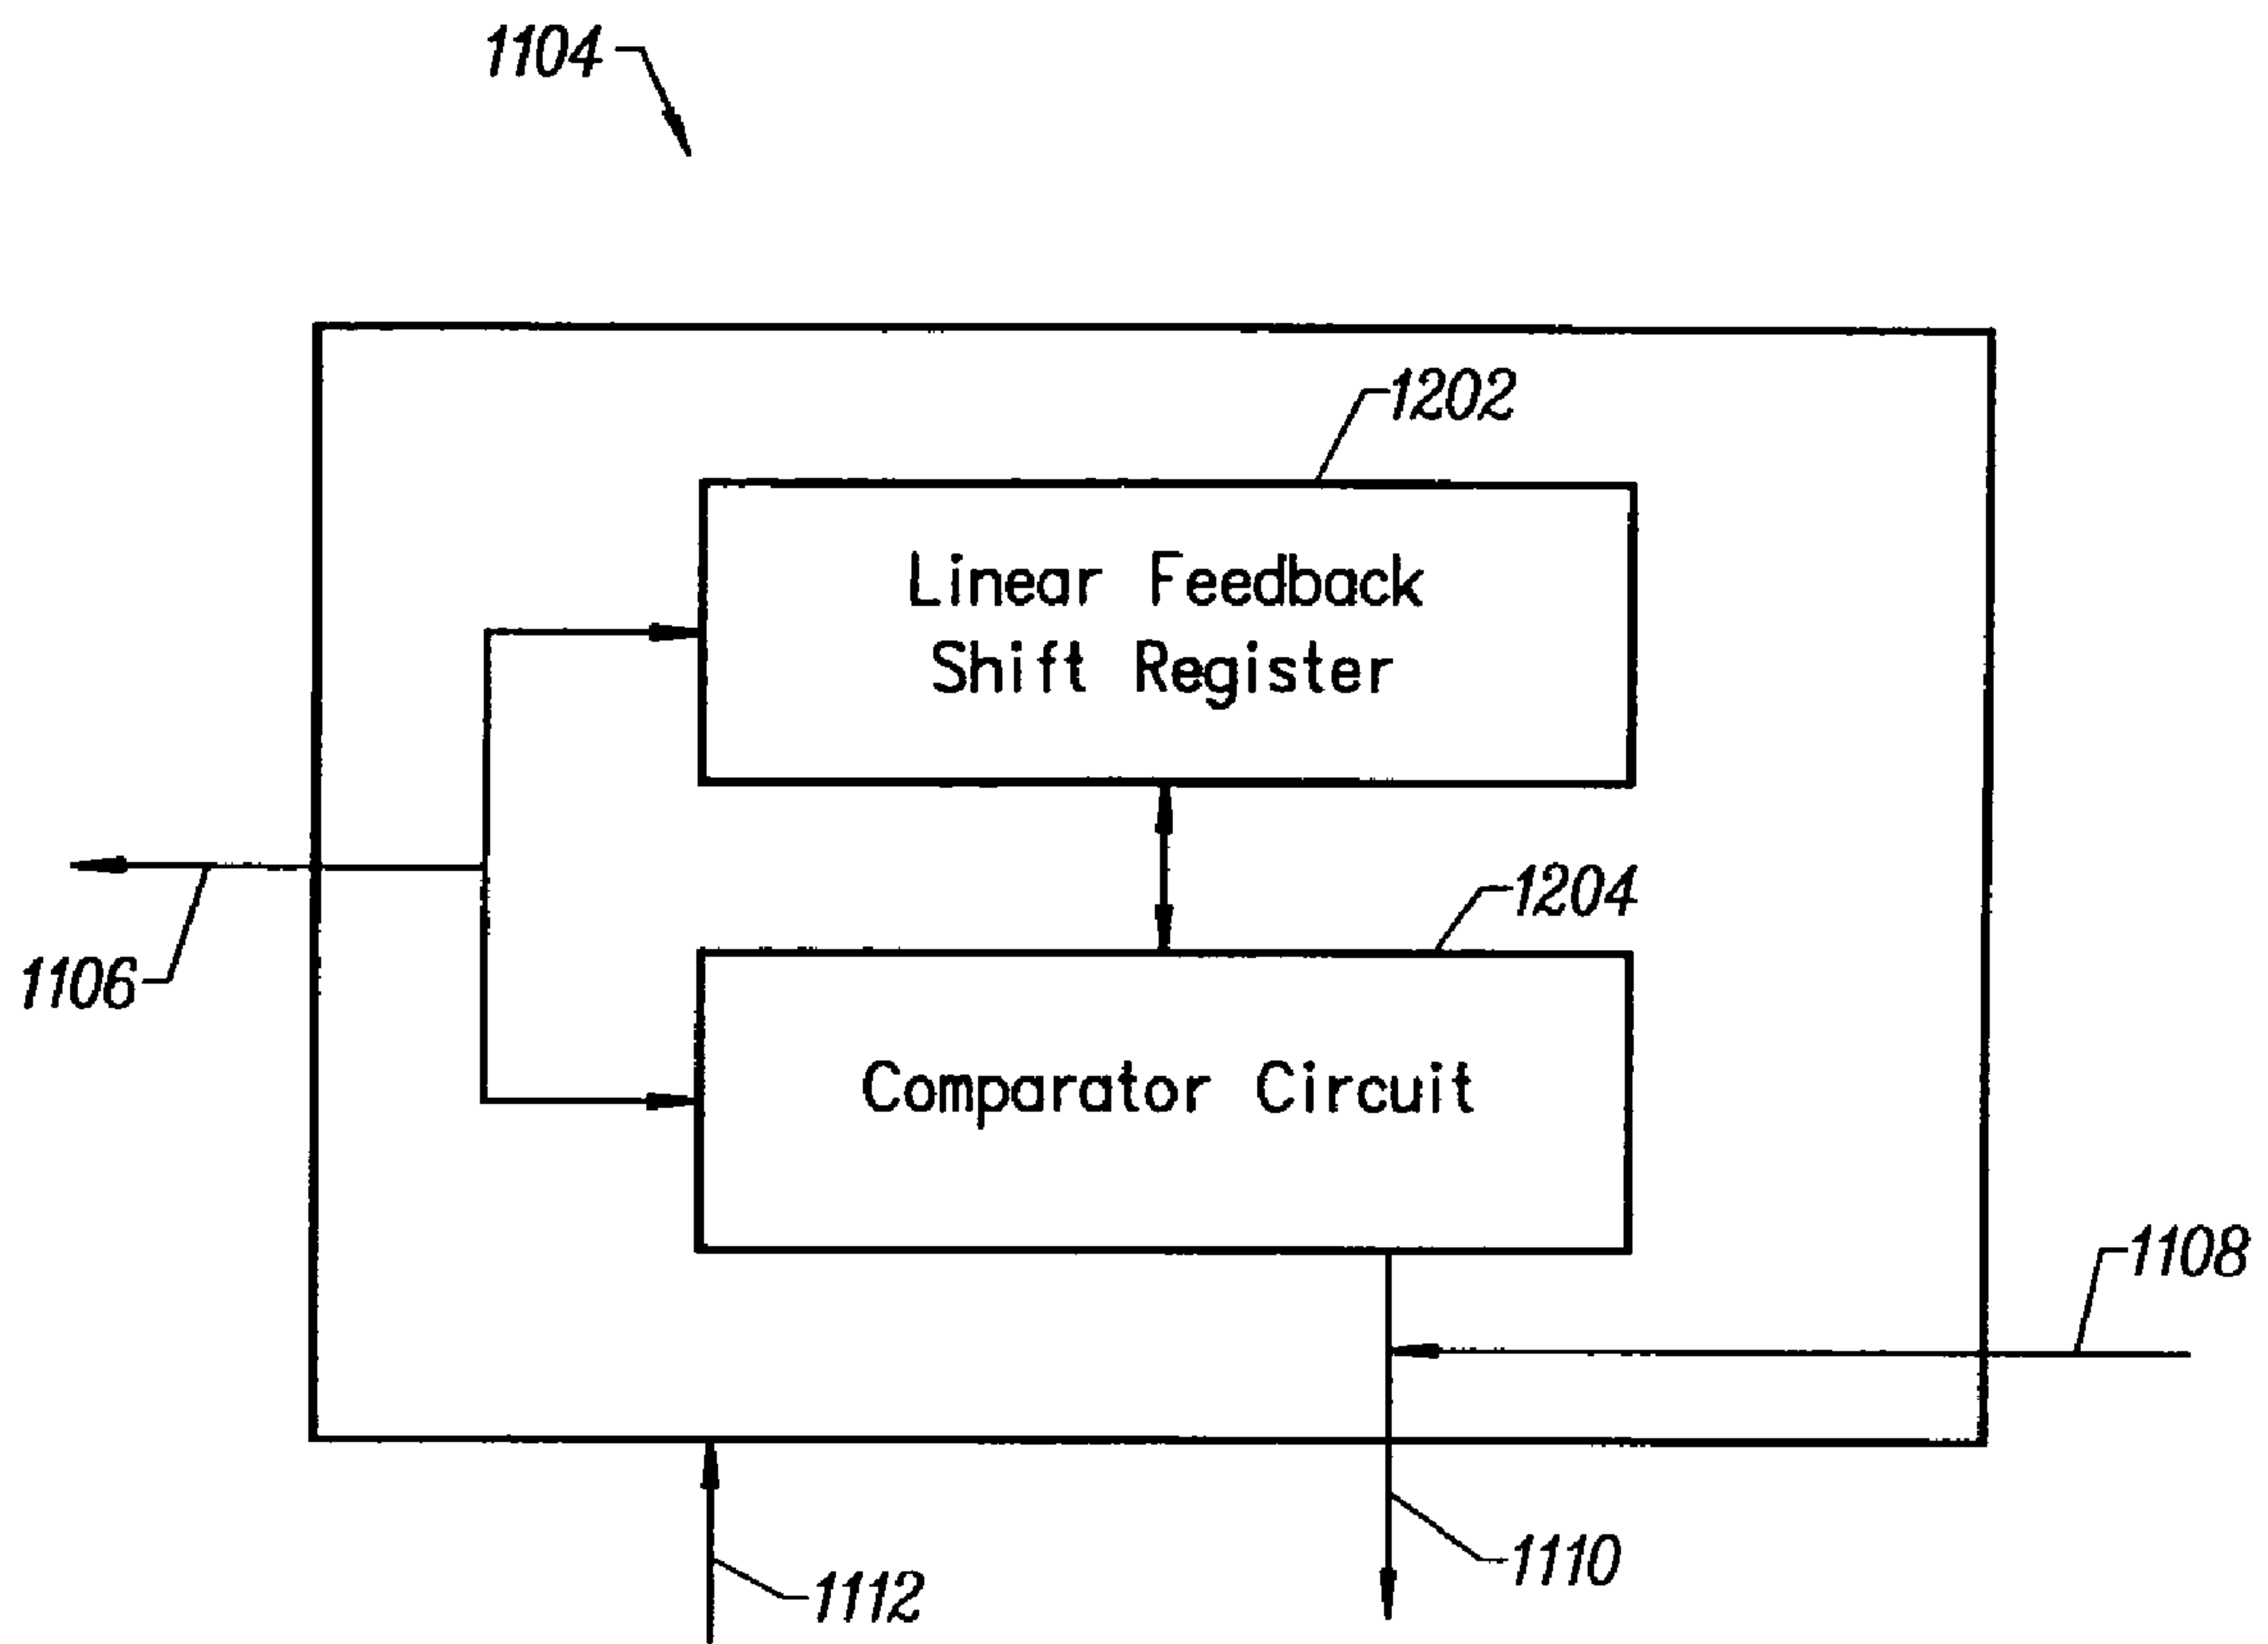 1104
1202
Linear Feedback
Shift Register
1204
1106
Comparator Circuit
1108
1110
1112